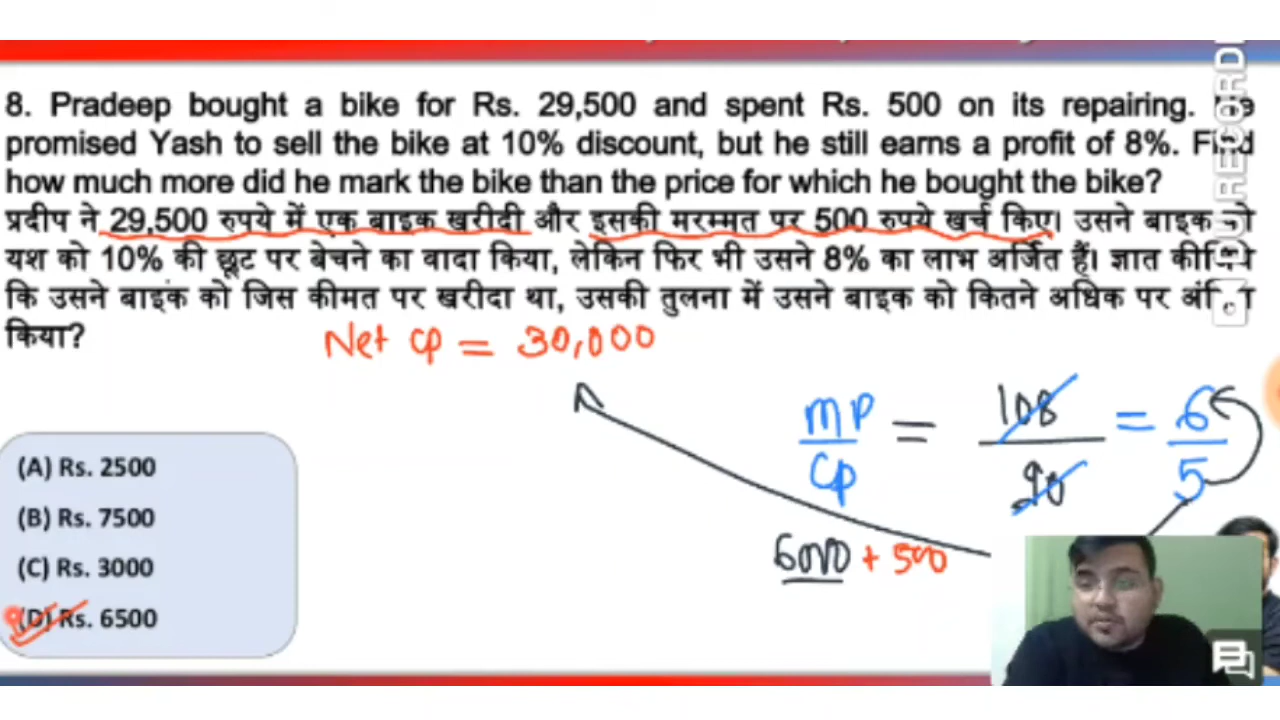 8. Pradeep bought a bike for Rs. 29,500 and spent Rs. 500 on its repairing.
promised Yash to sell the bike at 10% discount, but he still earns a profit of 8%. Find
how much more did he mark the bike than the price for which he bought the bike?
प्रदीप ने 29,500 रुपये में एक बाइक खरीदी और इसकी मरम्मत पर 500 रुपये खर्च किए। उसने बाइक को
यश को 10% की छूट पर बेचने का वादा किया, लेकिन फिर भी उसने 8% का लाभ अर्जित हैं। ज्ञात
कि उसने बाइक को जिस कीमत पर खरीदा था, उसकी तुलना में उसने बाइक को कितने अधिक पर
किया?
Net CP = 30,000
MP/CP = 108/90 = 6/5
6000 + 500
(A) Rs. 2500
(B) Rs. 7500
(C) Rs. 3000
(D) Rs. 6500
DU RECORD